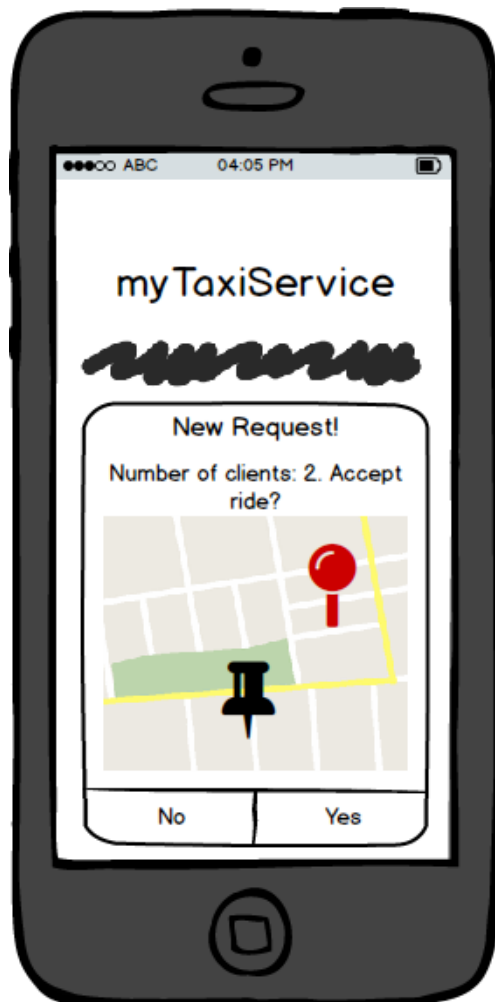 ABC 04:05 PM
myTaxiService
New Request!
Number of clients: 2. Accept
ride?
No Yes